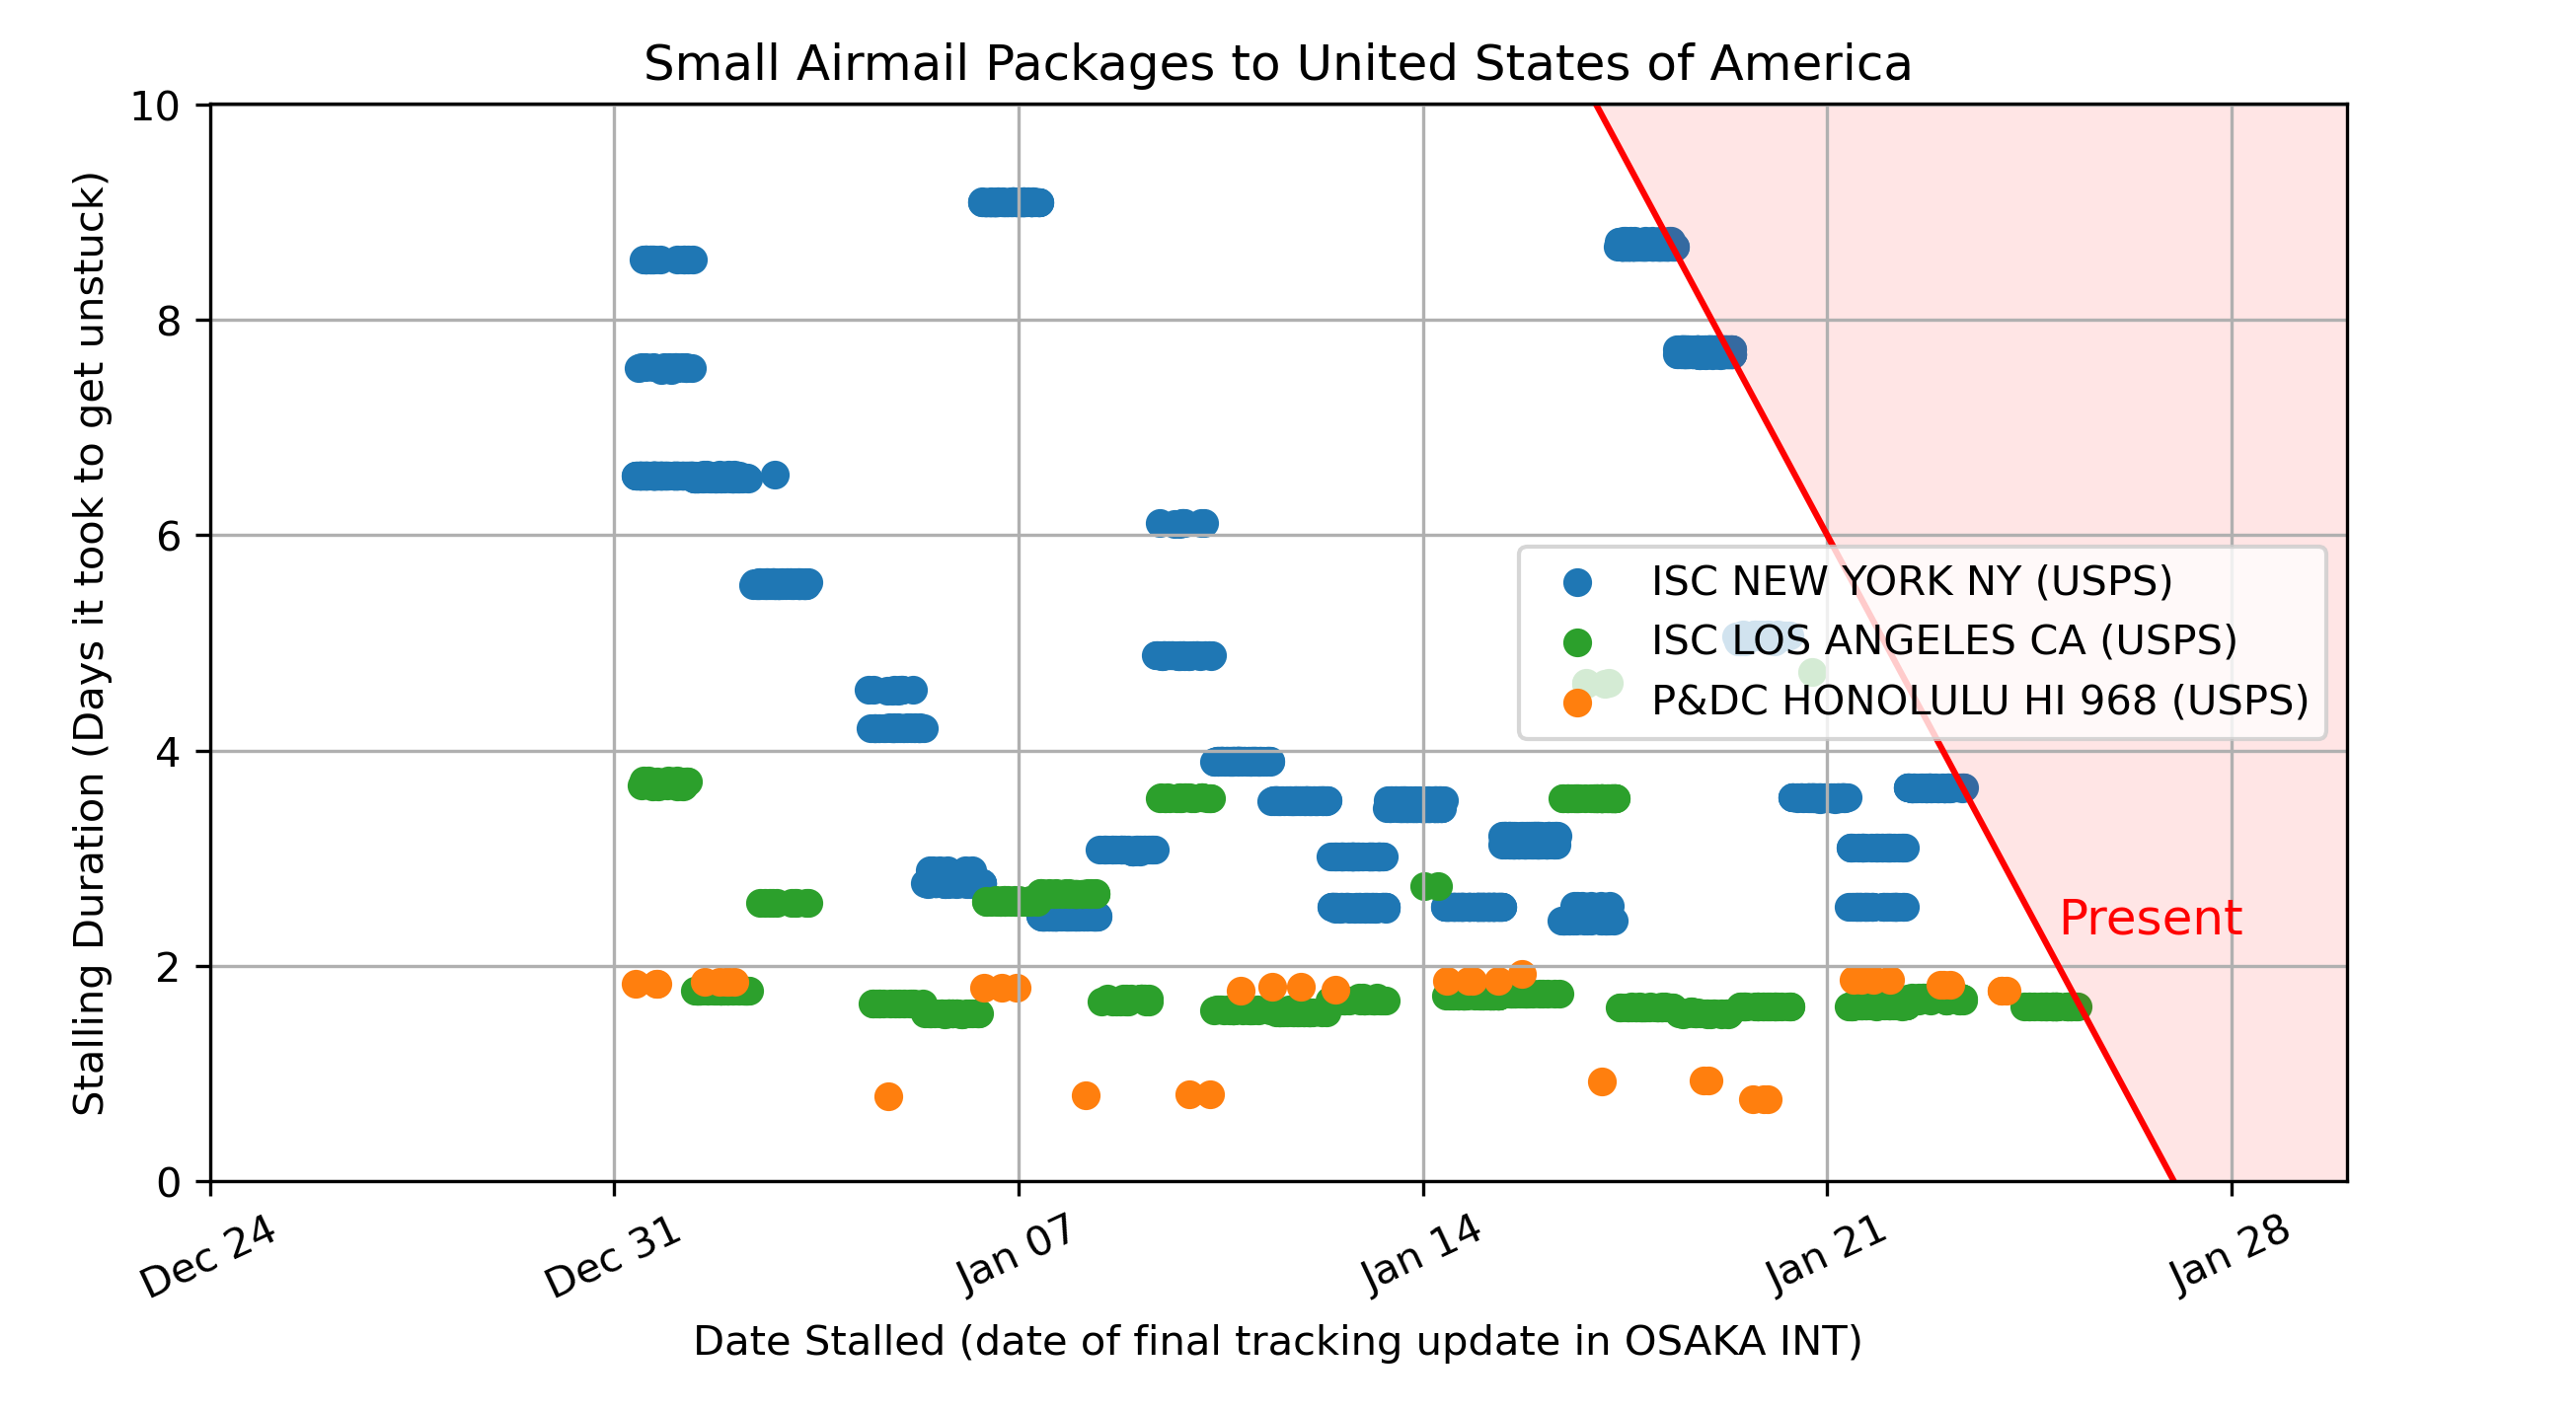 Small Airmail Packages to United States of America
Stalling Duration (Days it took to get unstuck)
10
8
6
4
2
0
ISC NEW YORK NY (USPS)
ISC LOS ANGELES CA (USPS)
P&DC HONOLULU HI 968 (USPS)
Present
Dec 24
Dec 31
Jan 07
Jan 14
Jan 21
Jan 28
Date Stalled (date of final tracking update in OSAKA INT)